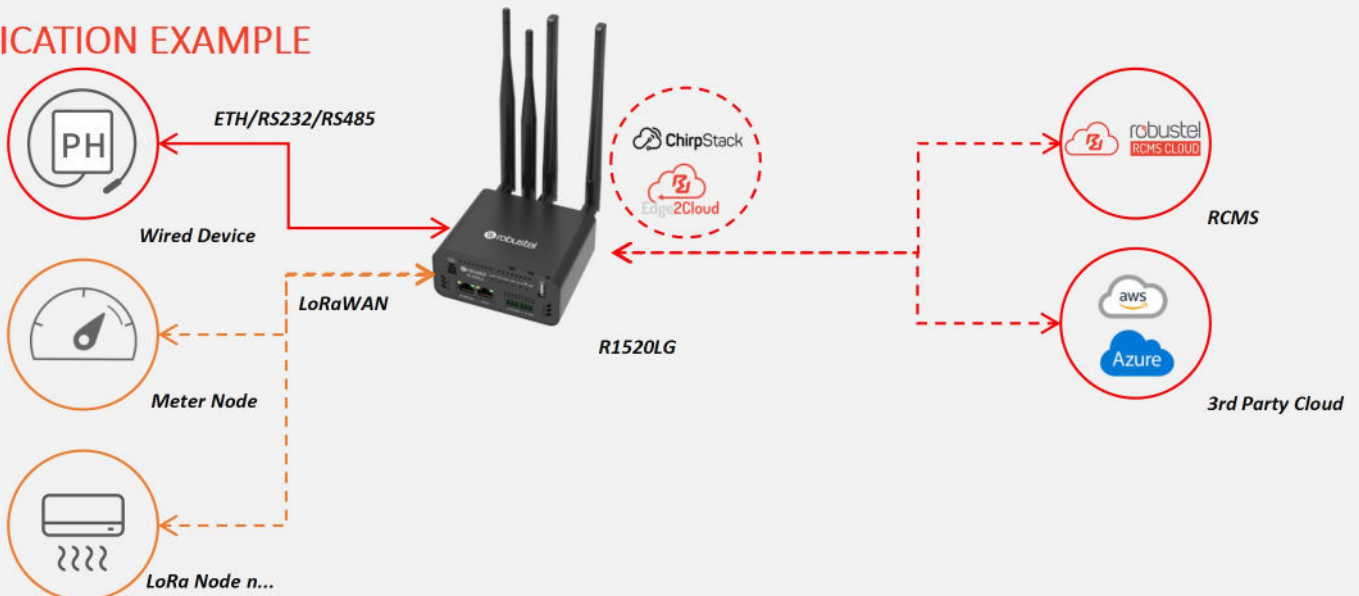 ICATION EXAMPLE
ETH/RS232/RS485
PH
Wired Device
LoRaWAN
Meter Node
LoRa Node n...
robustel
robustel
R1520LG
ChirpStack
Edge2Cloud
robustel
RCMS CLOUD
RCMS
aws
Azure
3rd Party Cloud